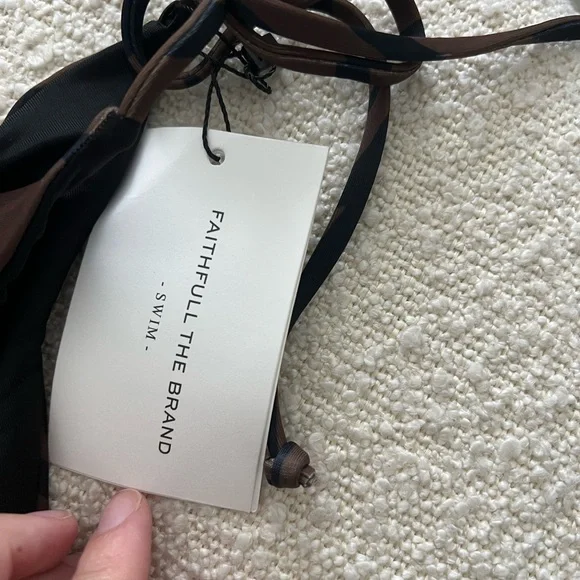 FAITHFULL THE BRAND
- SWIM -